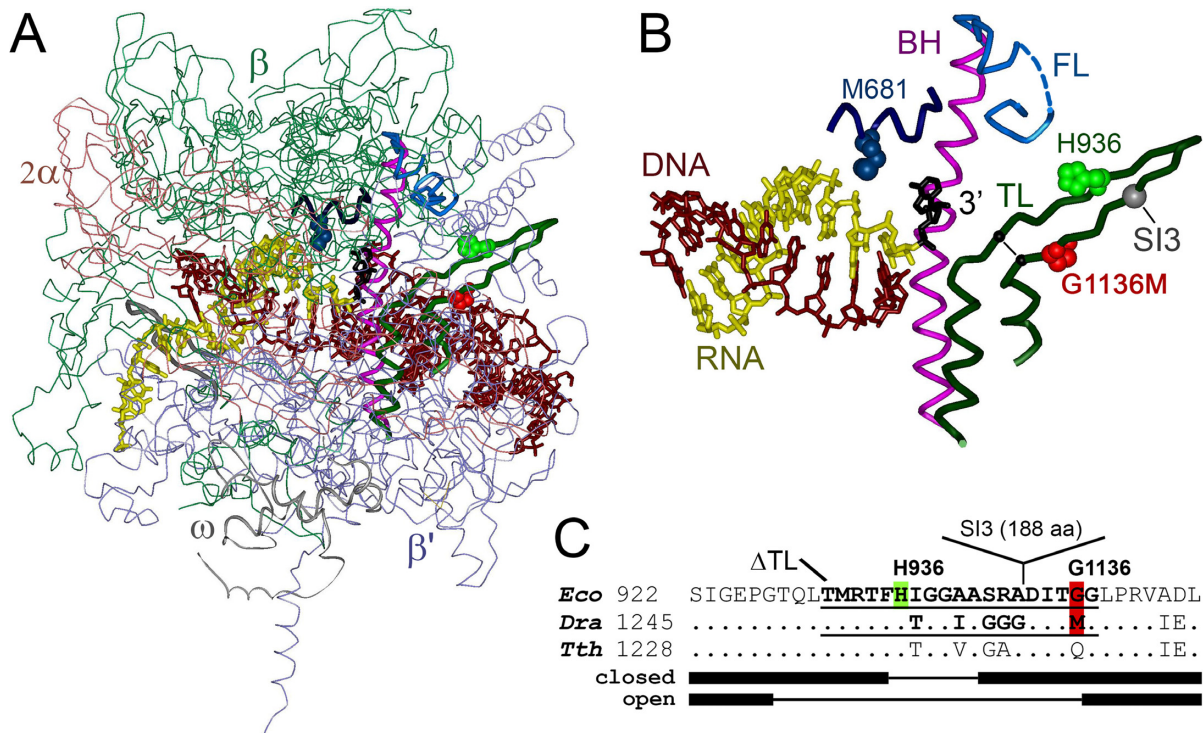 A
β
2α
ω
β'
B
BH
FL
M681
H936
DNA
3'
TL
SI3
G1136M
RNA
C
SI3 (188 aa)
ΔTL
H936 G1136
Eco 922 SIGEPGTQLTMRTFHIGGAASRADITGGLPRVADL
Dra 1245 ...............T..I.GGG...M.....IE.
Tth 1228 ...............T..V.GA....Q.....IE.
closed
open